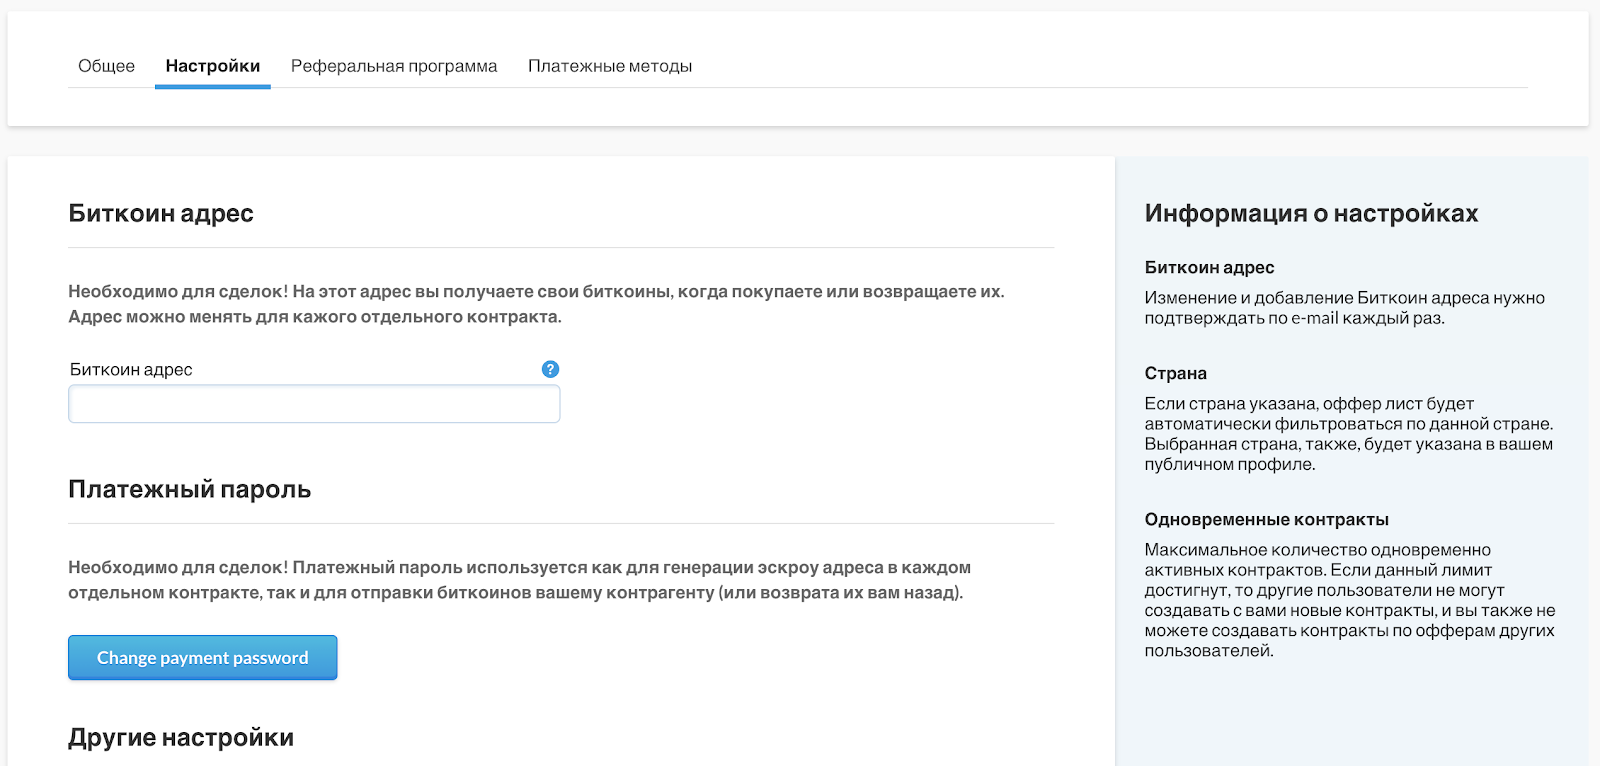 Общее Настройки Реферальная программа Платежные методы
Биткоин адрес
Необходимо для сделок! На этот адрес вы получаете свои биткоины, когда покупаете или возвращаете их.
Адрес можно менять для кажого отдельного контракта.
Биткоин адрес ?
Платежный пароль
Необходимо для сделок! Платежный пароль используется как для генерации эскроу адреса в каждом
отдельном контракте, так и для отправки биткоинов вашему контрагенту (или возврата их вам назад).
Change payment password
Другие настройки
Информация о настройках
Биткоин адрес
Изменение и добавление Биткоин адреса нужно
подтверждать по e-mail каждый раз.
Страна
Если страна указана, оффер лист будет
автоматически фильтроваться по данной стране.
Выбранная страна, также, будет указана в вашем
публичном профиле.
Одновременные контракты
Максимальное количество одновременно
активных контрактов. Если данный лимит
достигнут, то другие пользователи не могут
создавать с вами новые контракты, и вы также не
можете создавать контракты по офферам других
пользователей.